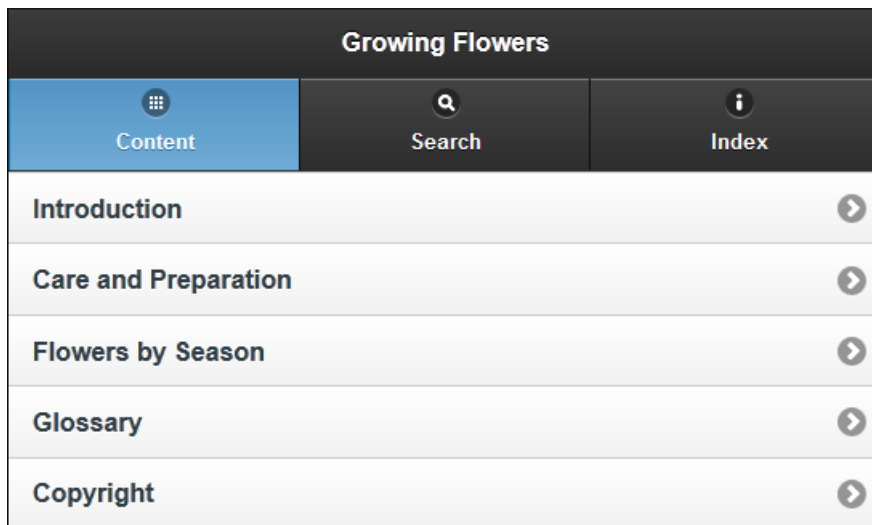 Growing Flowers
Content Search Index
Introduction
Care and Preparation
Flowers by Season
Glossary
Copyright